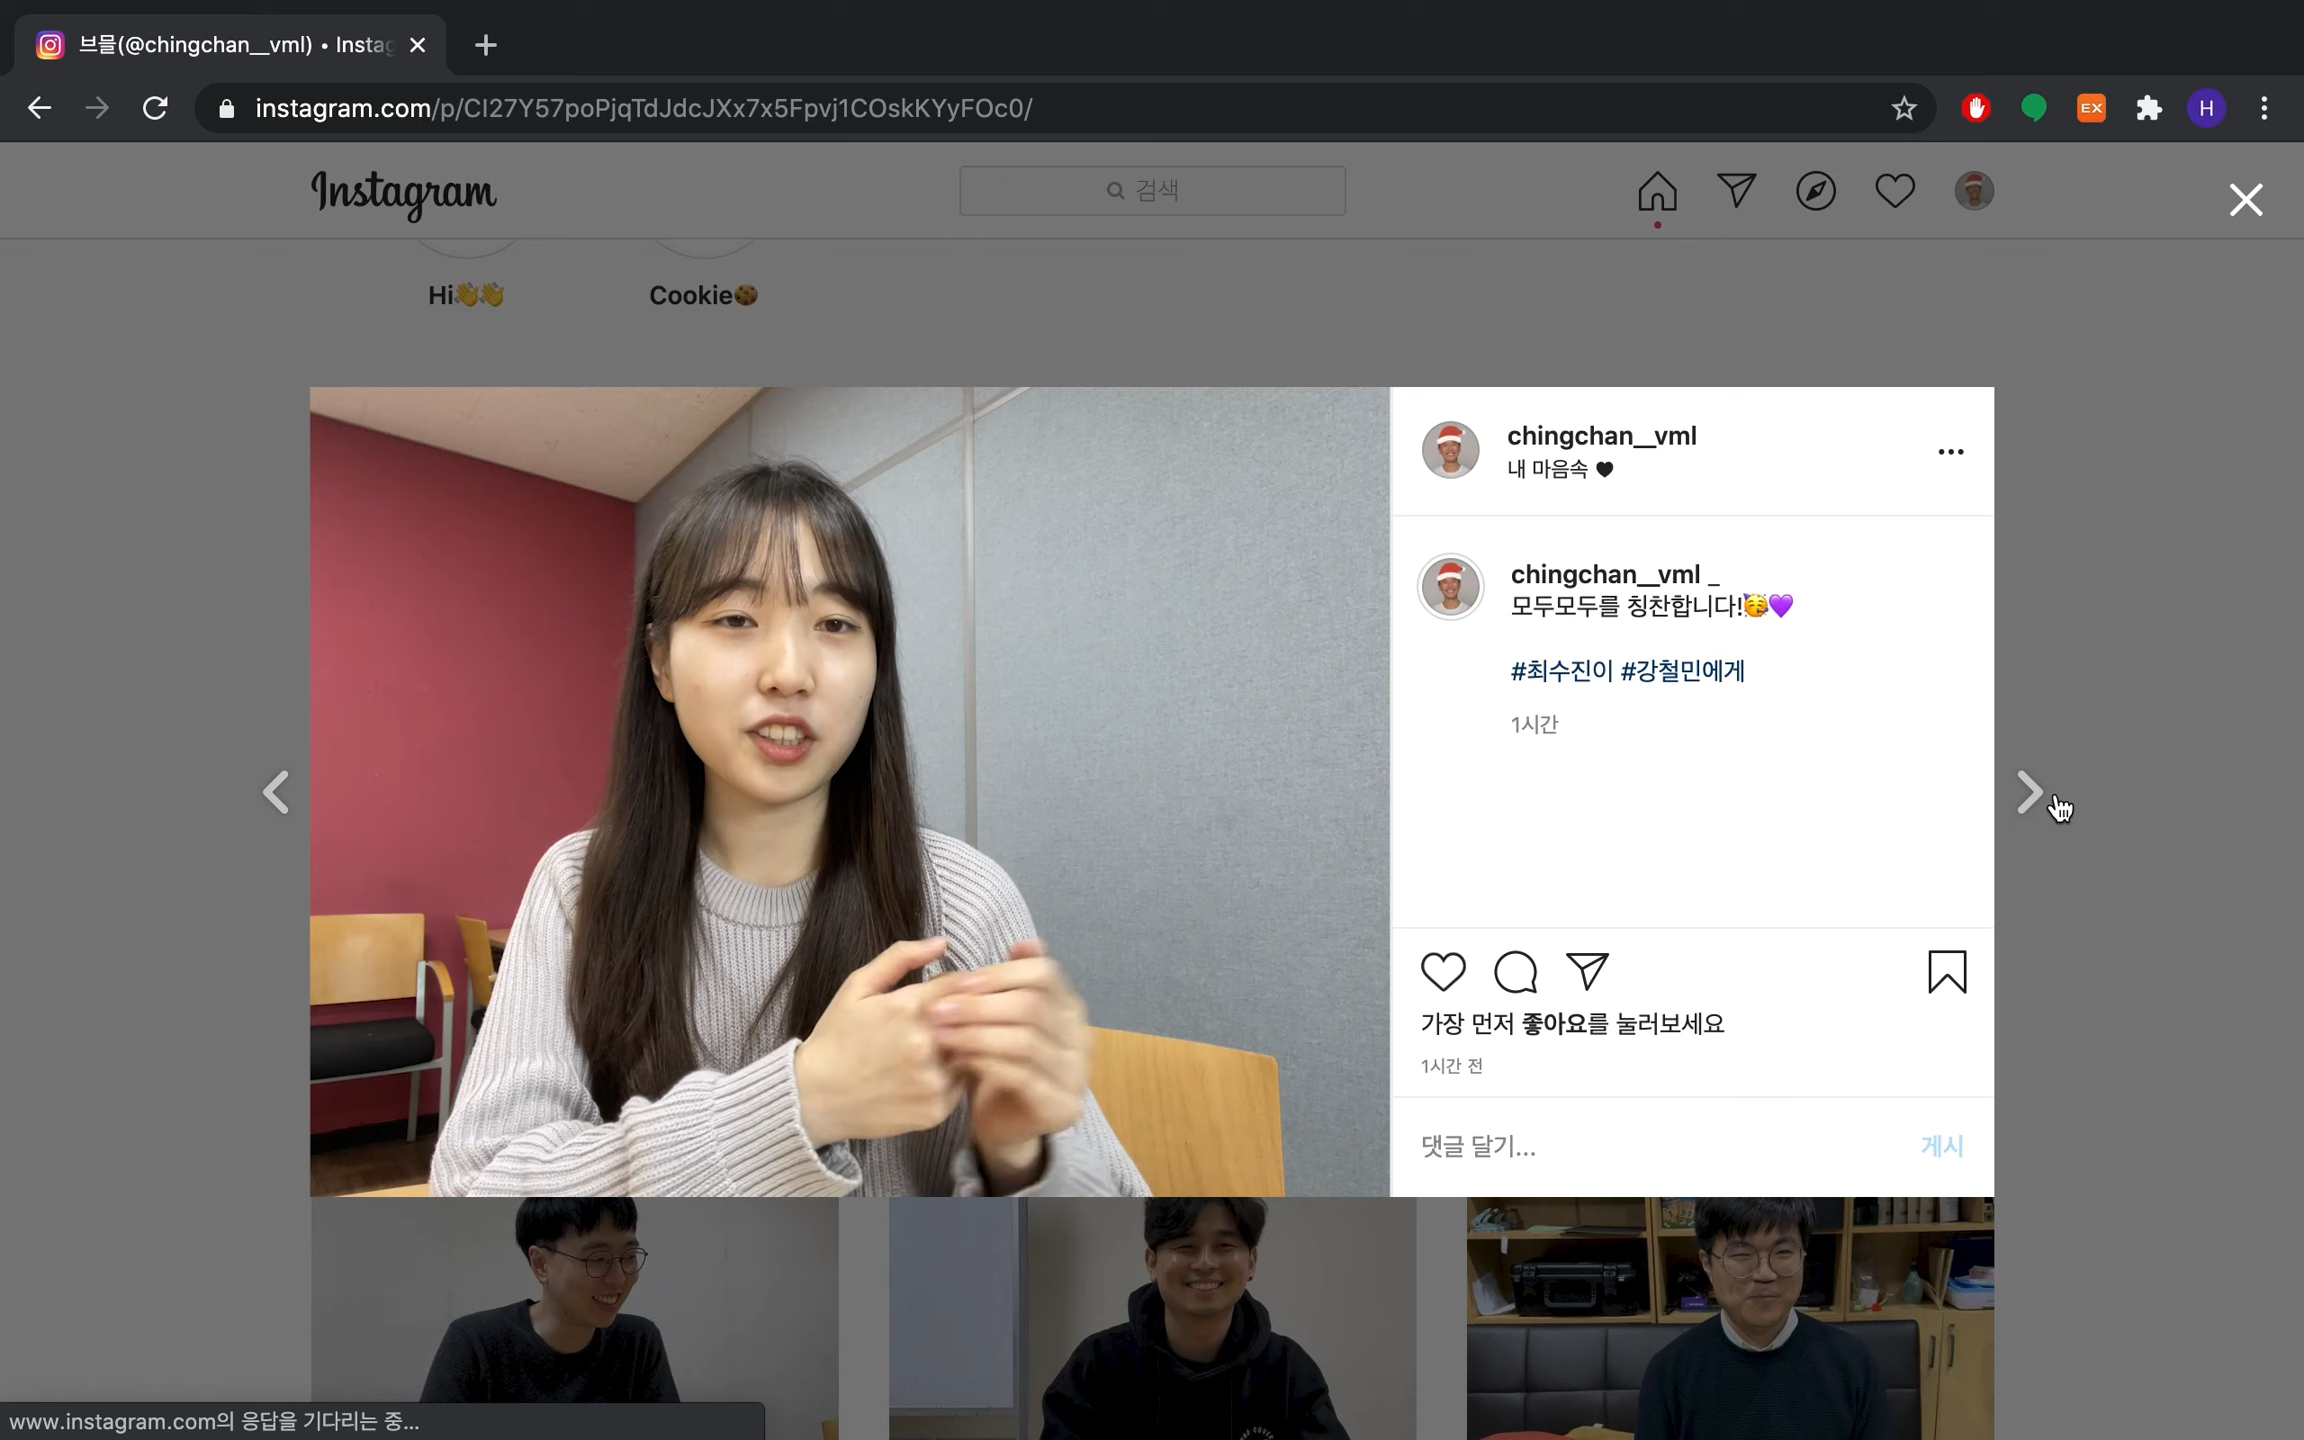 브믈(@chingchan__vml) • Instag
instagram.com/p/CI27Y57poPjqTdJdcJXx7x5Fpvj1COskKYyFOc0/
EX
H
Instagram
검색
Hi👋👋
Cookie🍪
chingchan__vml
내 마음속 🖤
chingchan__vml _
모두모두를 칭찬합니다!🥳💜
#최수진이 #강철민에게
1시간
가장 먼저 좋아요를 눌러보세요
1시간 전
댓글 달기...
게시
www.instagram.com의 응답을 기다리는 중...